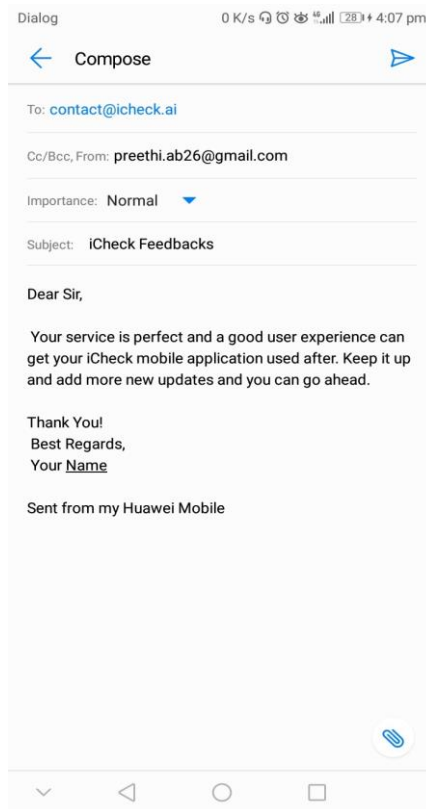 Dialog 0 K/s 28 4:07 pm
Compose
To: contact@icheck.ai
Cc/Bcc, From: preethi.ab26@gmail.com
Importance: Normal
Subject: iCheck Feedbacks
Dear Sir,
Your service is perfect and a good user experience can
get your iCheck mobile application used after. Keep it up
and add more new updates and you can go ahead.
Thank You!
Best Regards,
Your Name
Sent from my Huawei Mobile